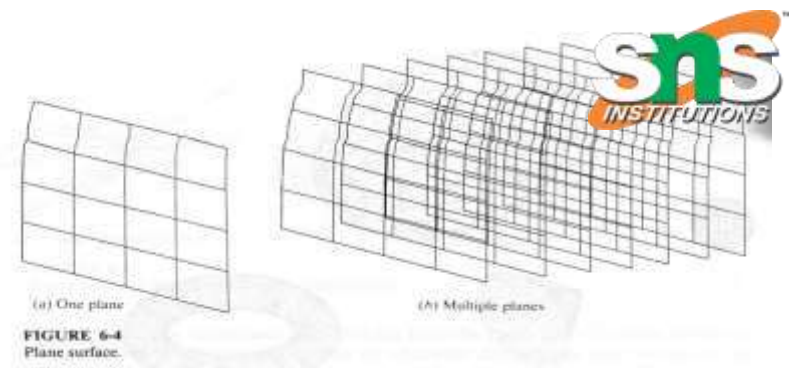 sns
INSTITUTIONS
(a) One plane
(b) Multiple planes
FIGURE 6-4
Plane surface.